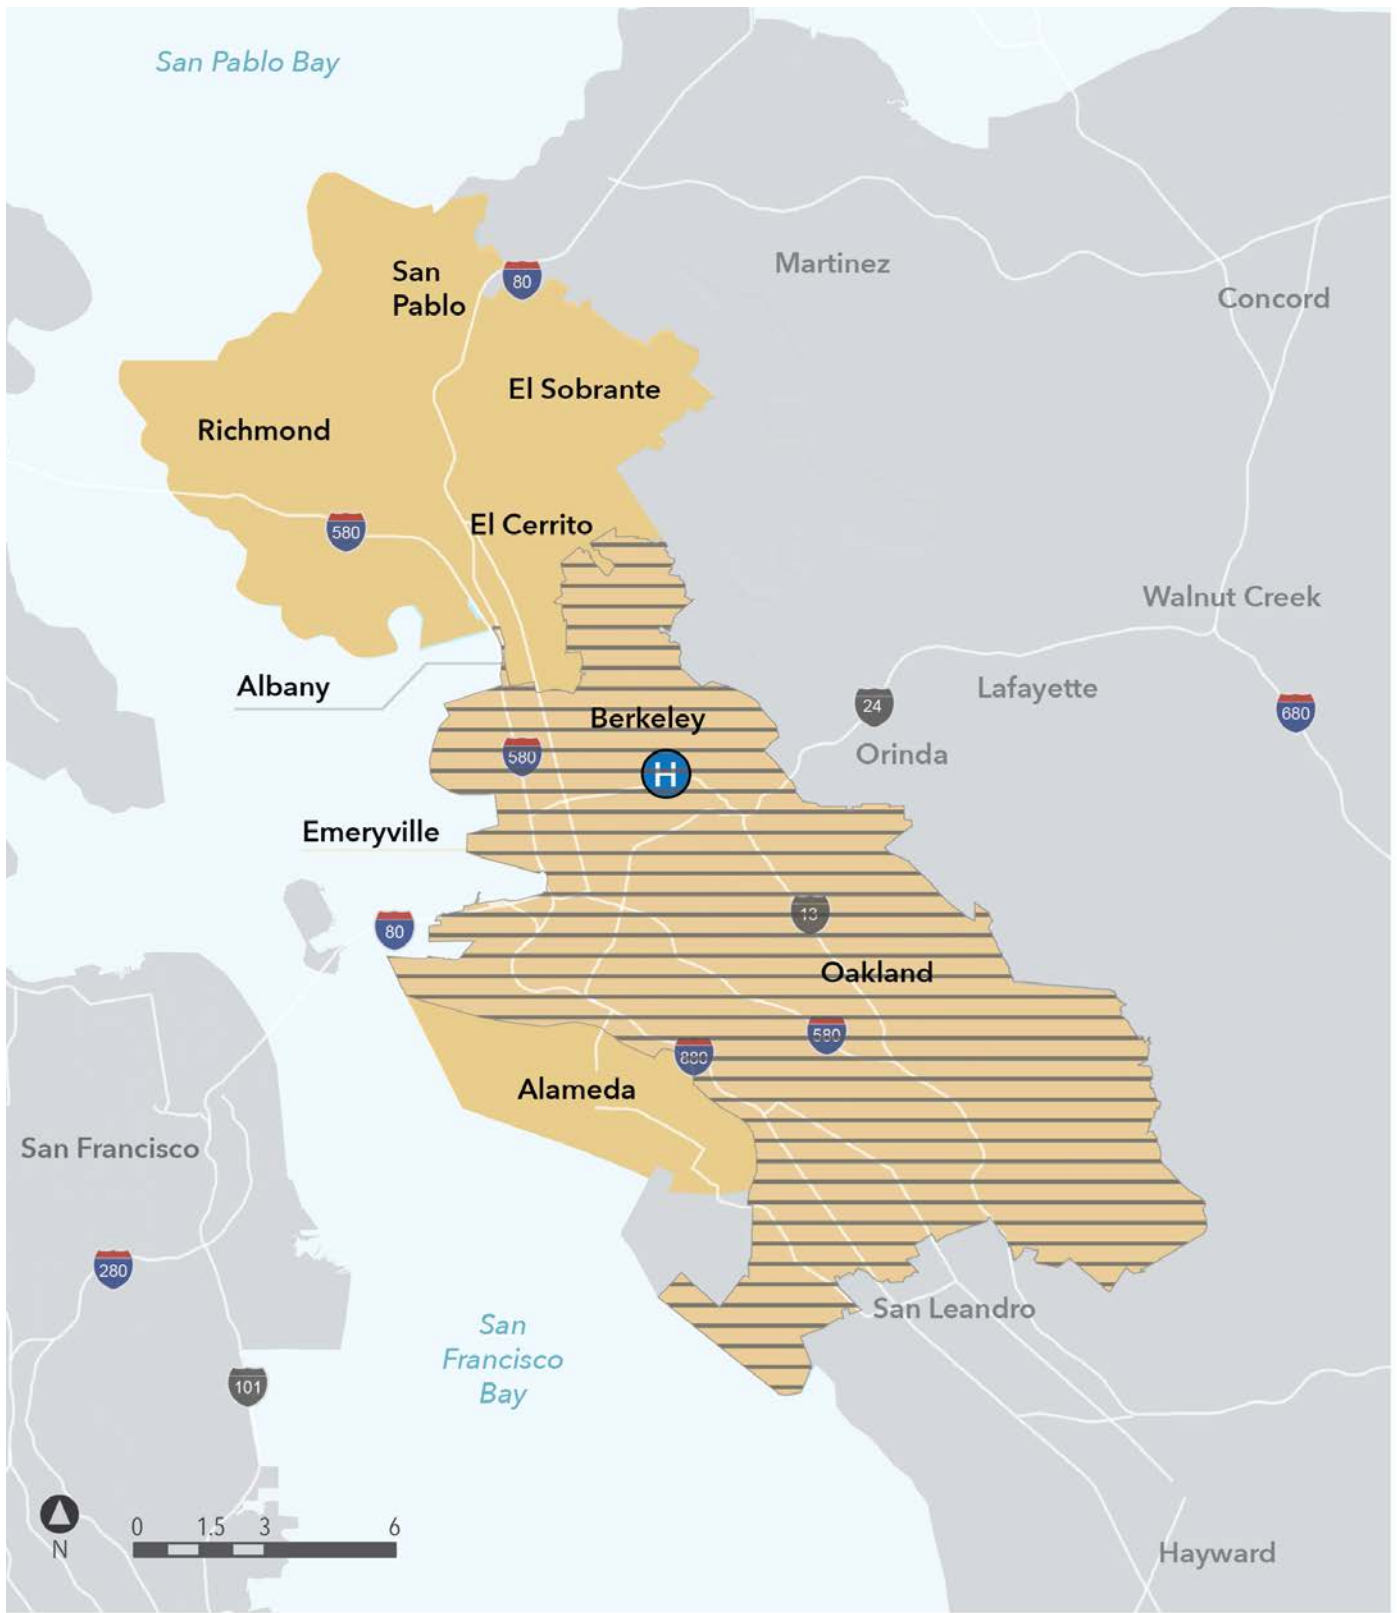 San Pablo Bay
San
Pablo
80
Martinez
Concord
El Sobrante
Richmond
580
El Cerrito
Walnut Creek
Albany
Lafayette
24
680
Berkeley
580
Orinda
H
Emeryville
80
13
Oakland
580
880
Alameda
San Francisco
280
San Leandro
San
Francisco
Bay
101
0 1.5 3 6
N
Hayward